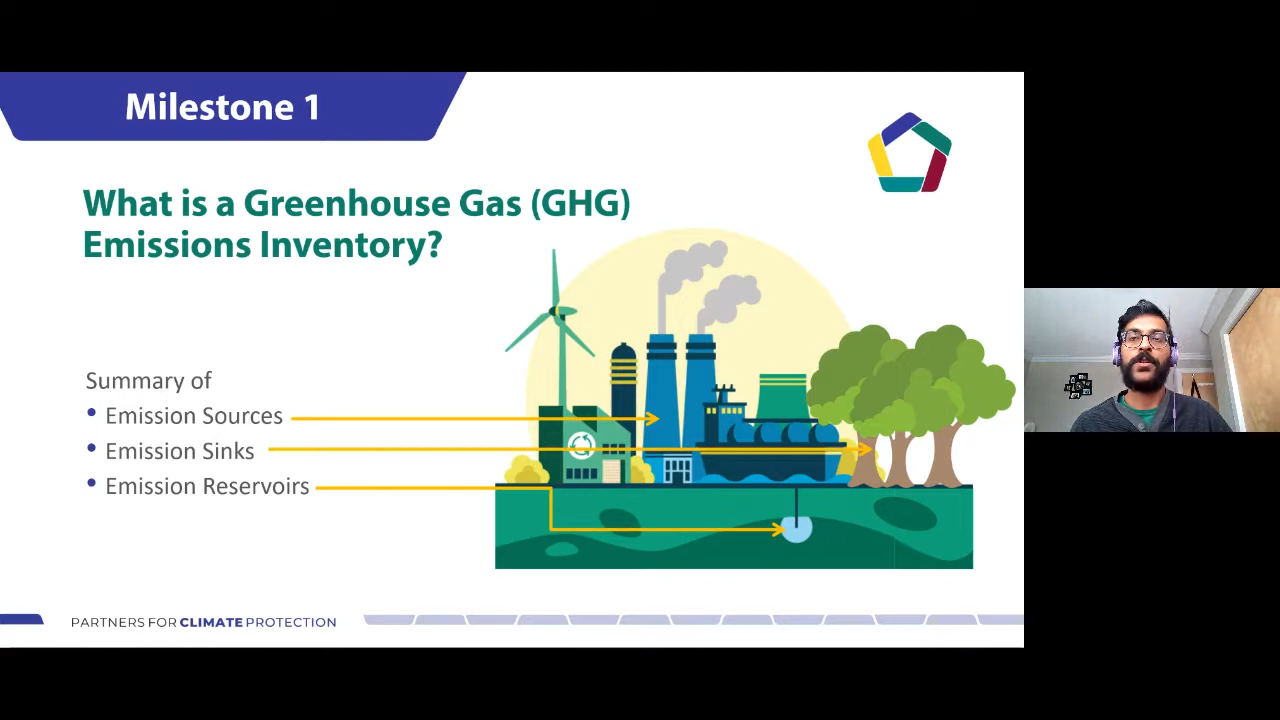 Milestone 1
What is a Greenhouse Gas (GHG)
Emissions Inventory?
Summary of
• Emission Sources
• Emission Sinks
• Emission Reservoirs
PARTNERS FOR CLIMATE PROTECTION